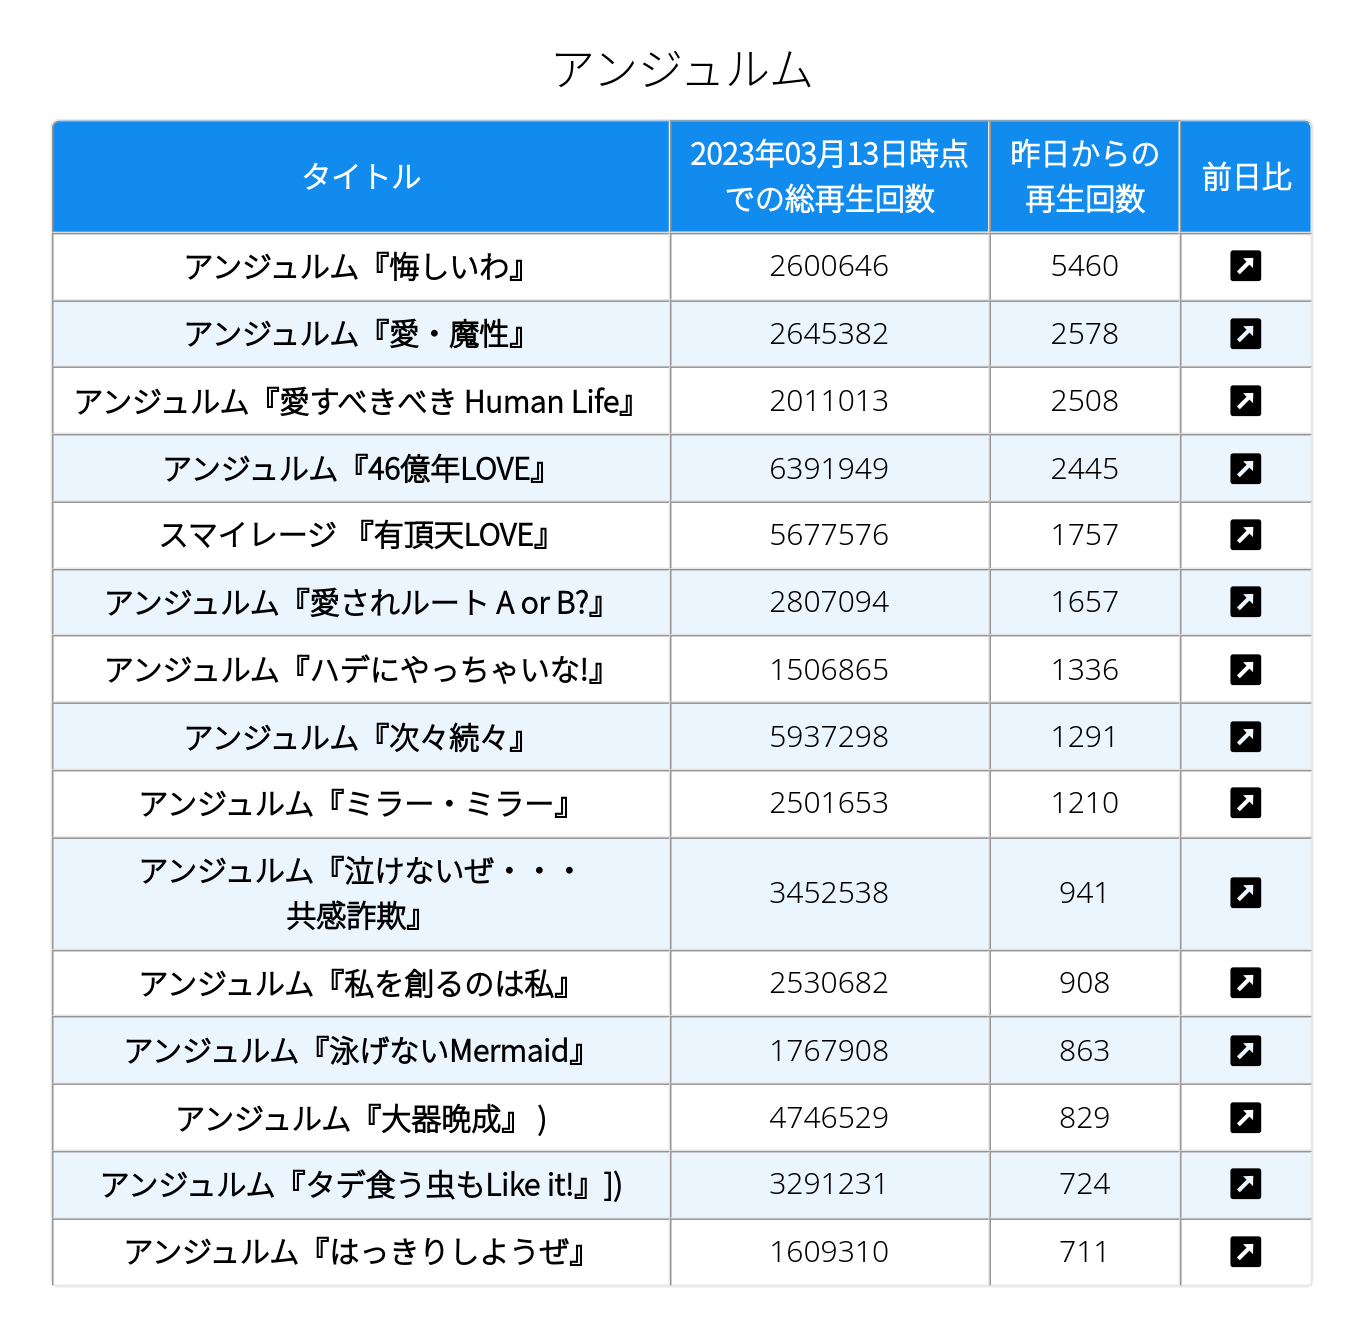 アンジュルム
タイトル
2023年03月13日時点
での総再生回数
昨日からの
再生回数
前日比
アンジュルム『悔しいわ』 2600646 5460
アンジュルム『愛・魔性』 2645382 2578
アンジュルム『愛すべきべき Human Life』 2011013 2508
アンジュルム『46億年LOVE』 6391949 2445
スマイレージ 『有頂天LOVE』 5677576 1757
アンジュルム『愛されルート A or B?』 2807094 1657
アンジュルム『ハデにやっちゃいな!』 1506865 1336
アンジュルム『次々続々』 5937298 1291
アンジュルム『ミラー・ミラー』 2501653 1210
アンジュルム『泣けないぜ・・・
共感詐欺』 3452538 941
アンジュルム『私を創るのは私』 2530682 908
アンジュルム『泳げないMermaid』 1767908 863
アンジュルム『大器晩成』 ) 4746529 829
アンジュルム『タデ食う虫もLike it!』]) 3291231 724
アンジュルム『はっきりしようぜ』 1609310 711